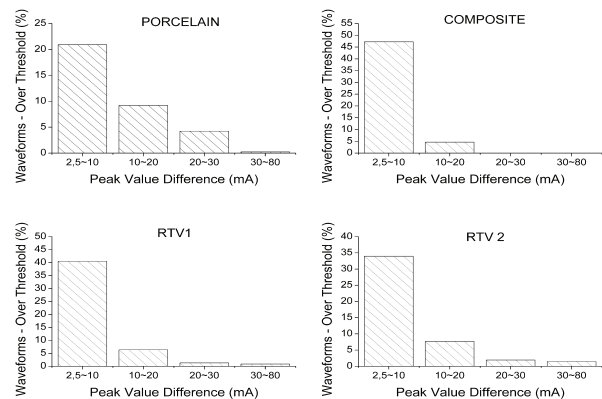 PORCELAIN
Waveforms - Over Threshold (%)
25
20
15
10
5
0
2,5~10 10~20 20~30 30~80
Peak Value Difference (mA)
COMPOSITE
Waveforms - Over Threshold (%)
55
50
45
40
35
30
25
20
15
10
5
0
2,5~10 10~20 20~30 30~80
Peak Value Difference (mA)
RTV1
Waveforms - Over Threshold (%)
50
45
40
35
30
25
20
15
10
5
0
2,5~10 10~20 20~30 30~80
Peak Value Difference (mA)
RTV 2
Waveforms - Over Threshold (%)
40
35
30
25
20
15
10
5
0
2,5~10 10~20 20~30 30~80
Peak Value Difference (mA)